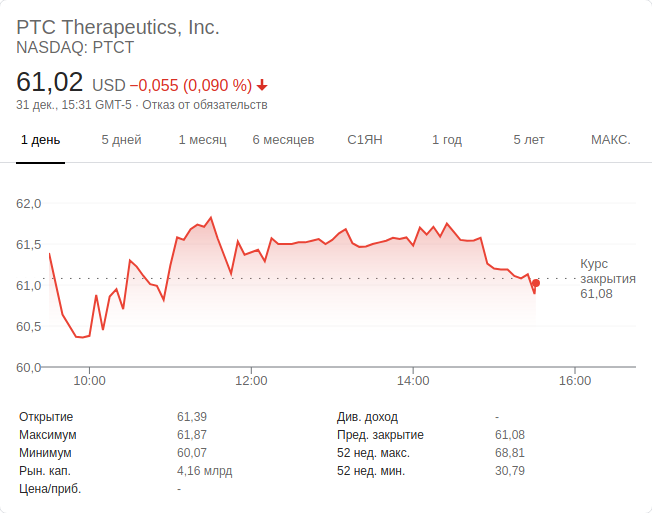 PTC Therapeutics, Inc.
NASDAQ: PTCT
61,02 USD −0,055 (0,090 %)
31 дек., 15:31 GMT-5 · Отказ от обязательств
1 день 5 дней 1 месяц 6 месяцев С1ЯН 1 год 5 лет МАКС.
62,0
61,5
61,0
60,5
60,0
Курс
закрытия
61,08
10:00 12:00 14:00 16:00
Открытие 61,39 Див. доход -
Максимум 61,87 Пред. закрытие 61,08
Минимум 60,07 52 нед. макс. 68,81
Рын. кап. 4,16 млрд 52 нед. мин. 30,79
Цена/приб. -